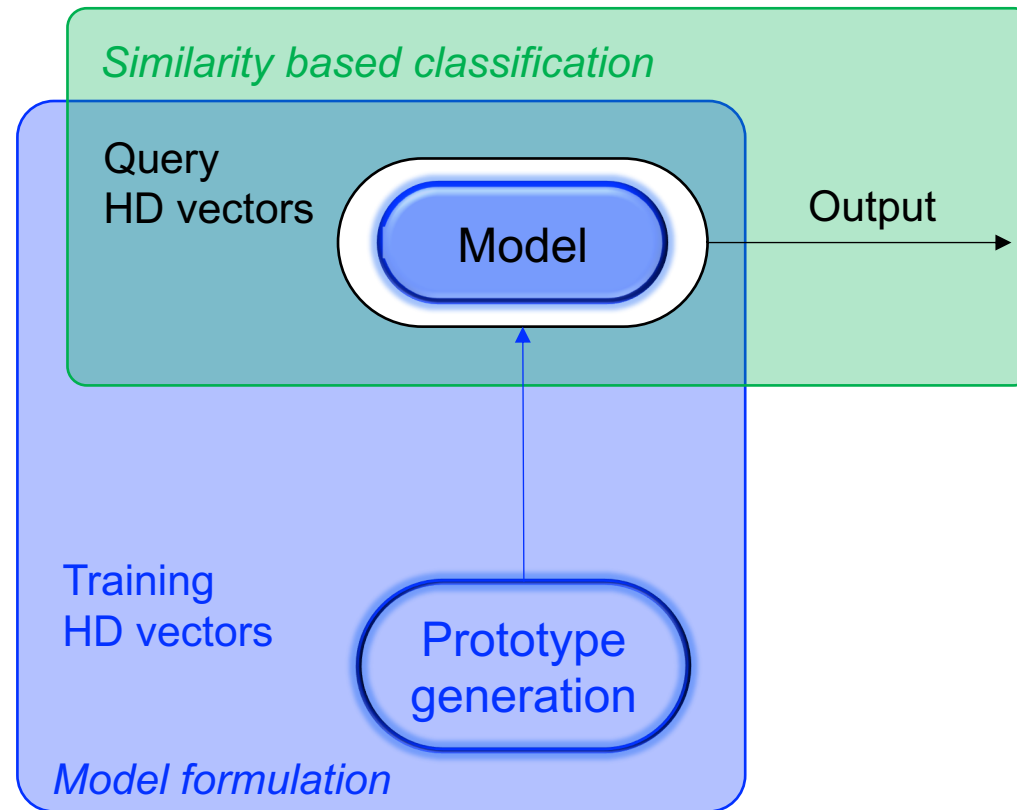 Similarity based classification
Query
HD vectors
Model
Output
Training
HD vectors
Prototype
generation
Model formulation